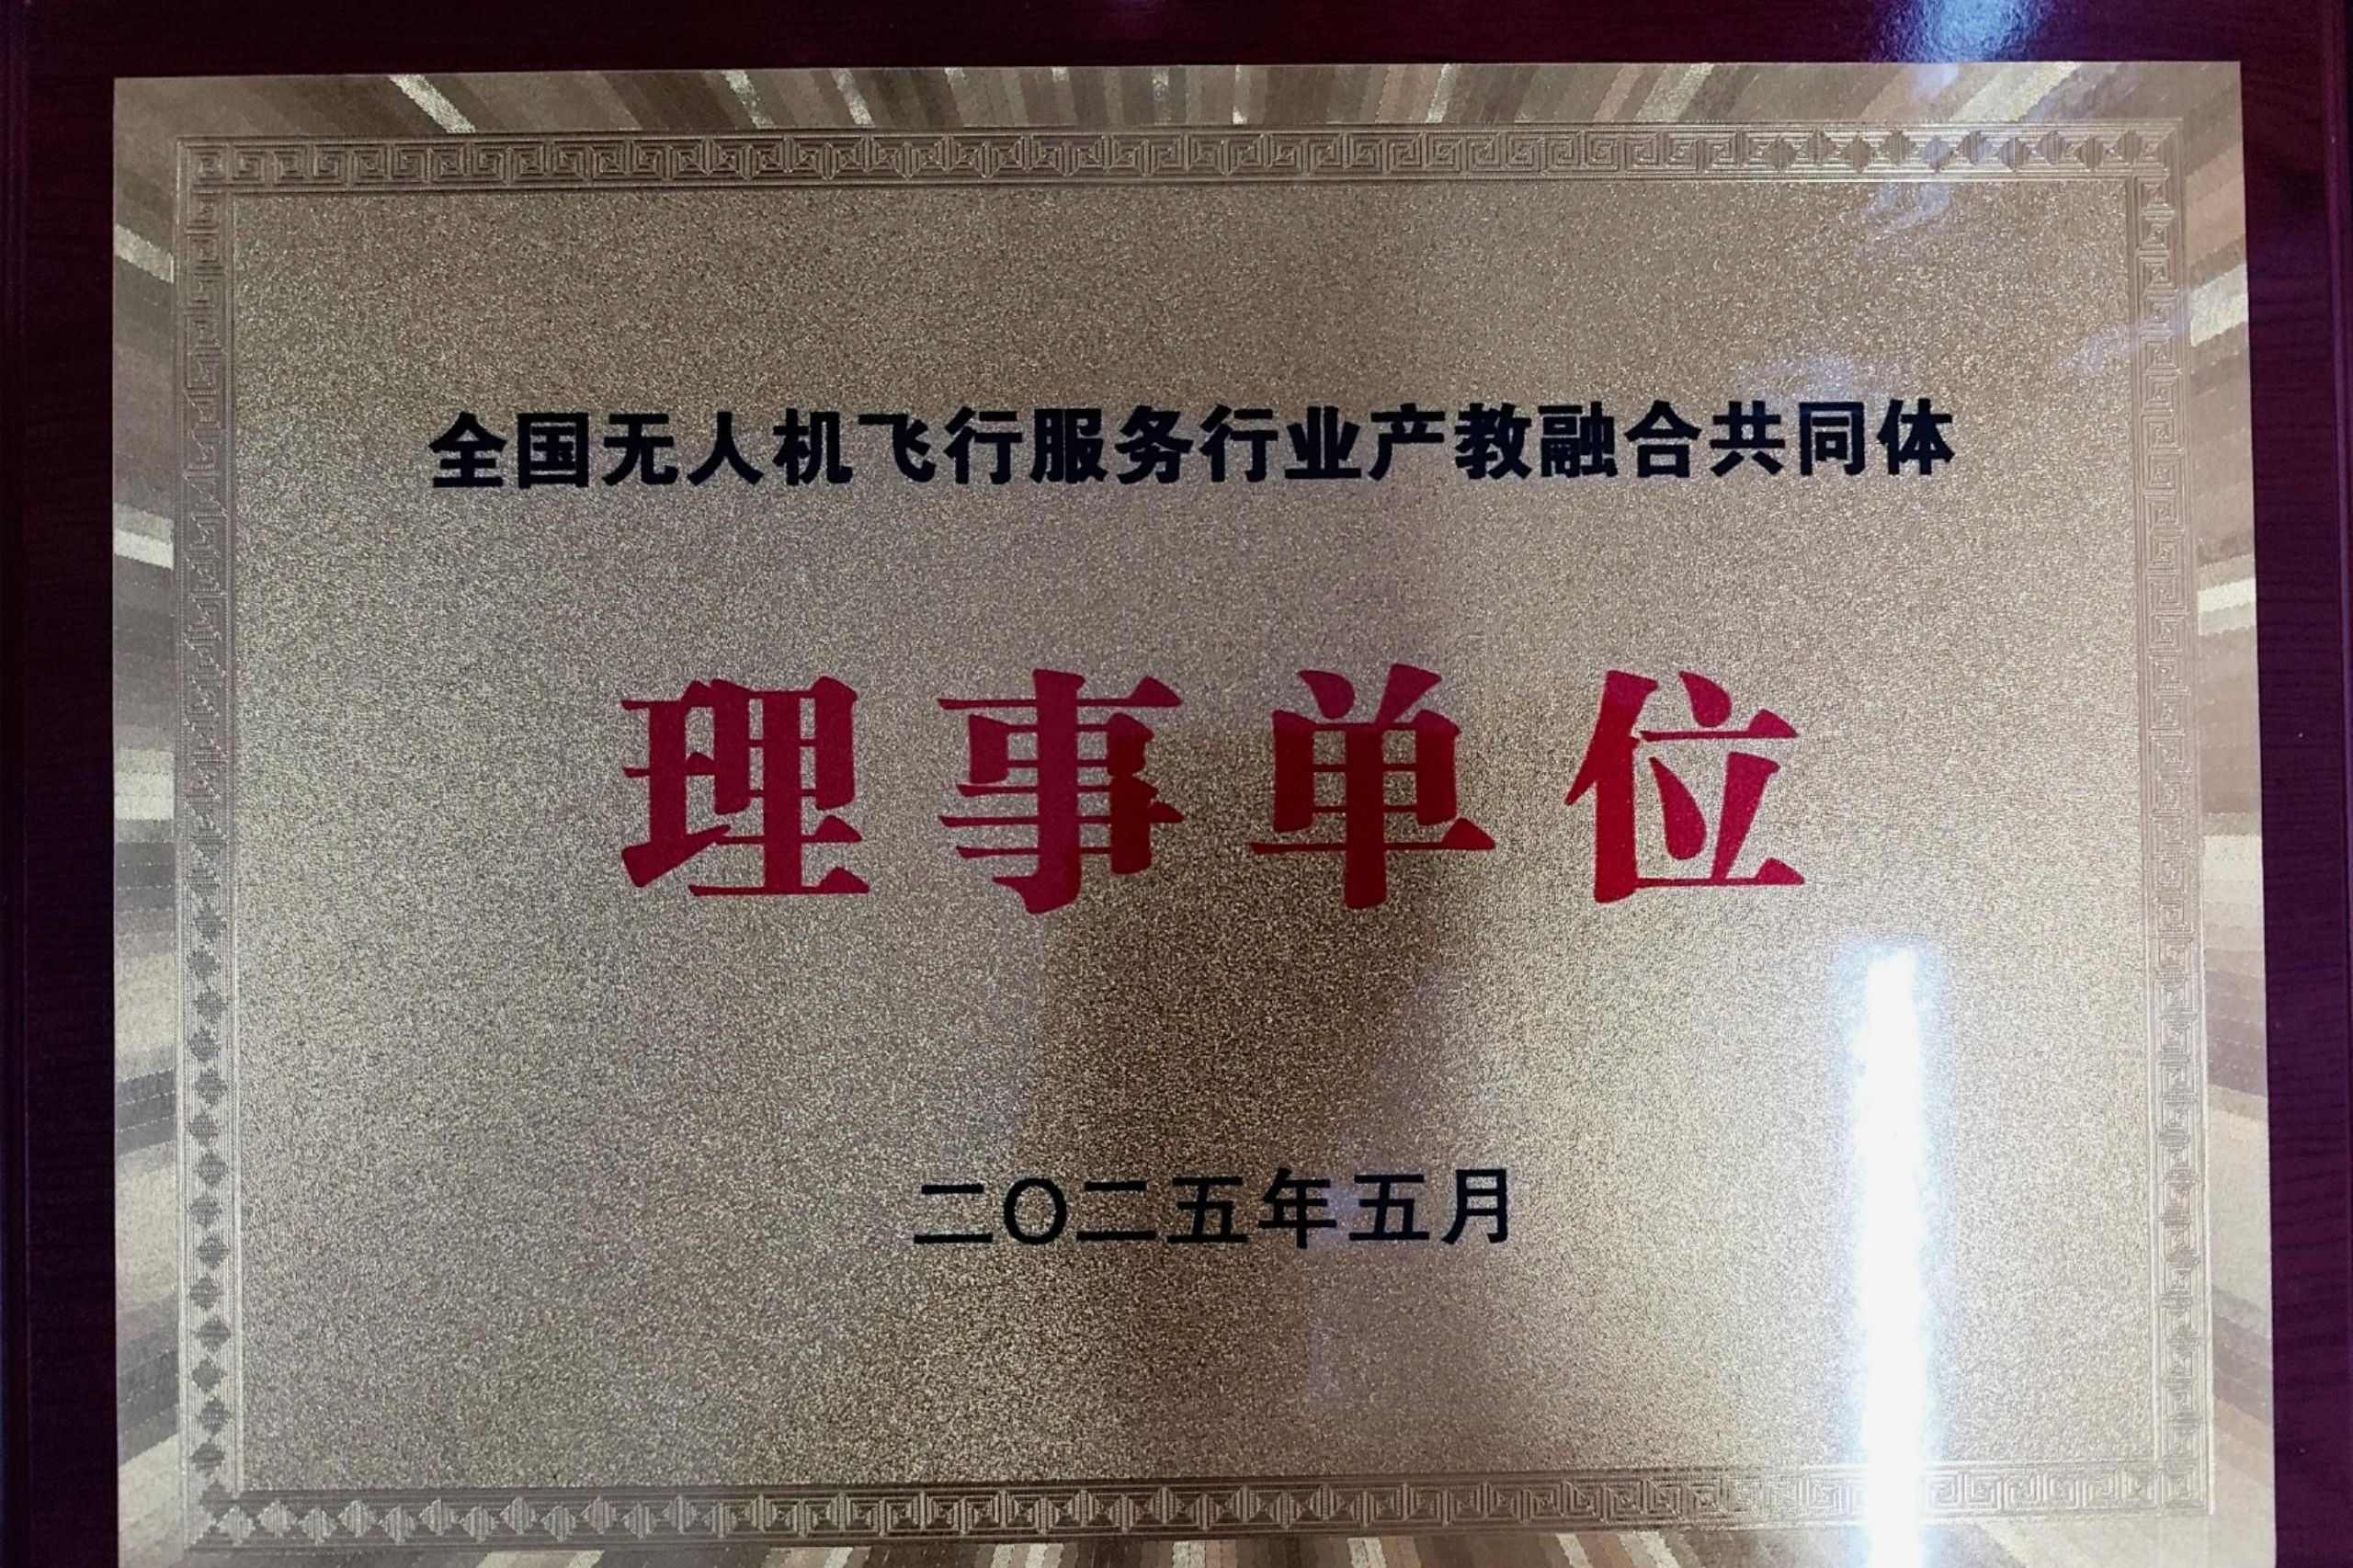 全国无人机飞行服务行业产教融合共同体
理事单位
二〇二五年五月